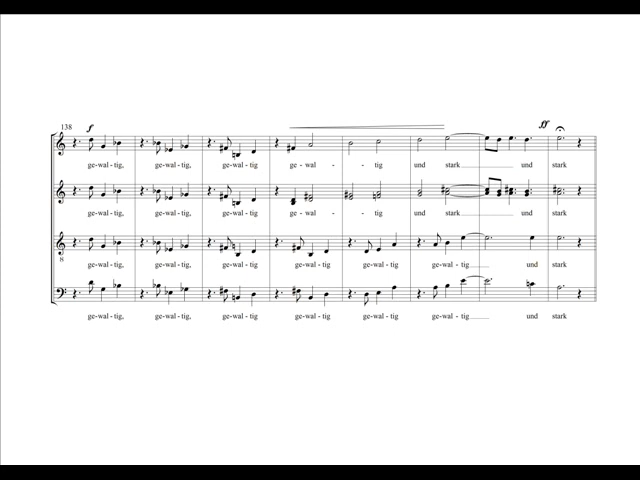 138
f
ff
ge-wal-tig, ge-wal-tig, ge-wal-tig ge - wal - tig und stark und stark
ge-wal-tig, ge-wal-tig, ge-wal-tig ge - wal - tig und stark und stark
8
ge-wal-tig, ge-wal-tig, ge-wal-tig ge-wal-tig ge-wal-tig ge-wal-tig und stark
ge-wal-tig, ge-wal-tig, ge-wal-tig ge-wal-tig ge-wal-tig ge-wal-tig und stark